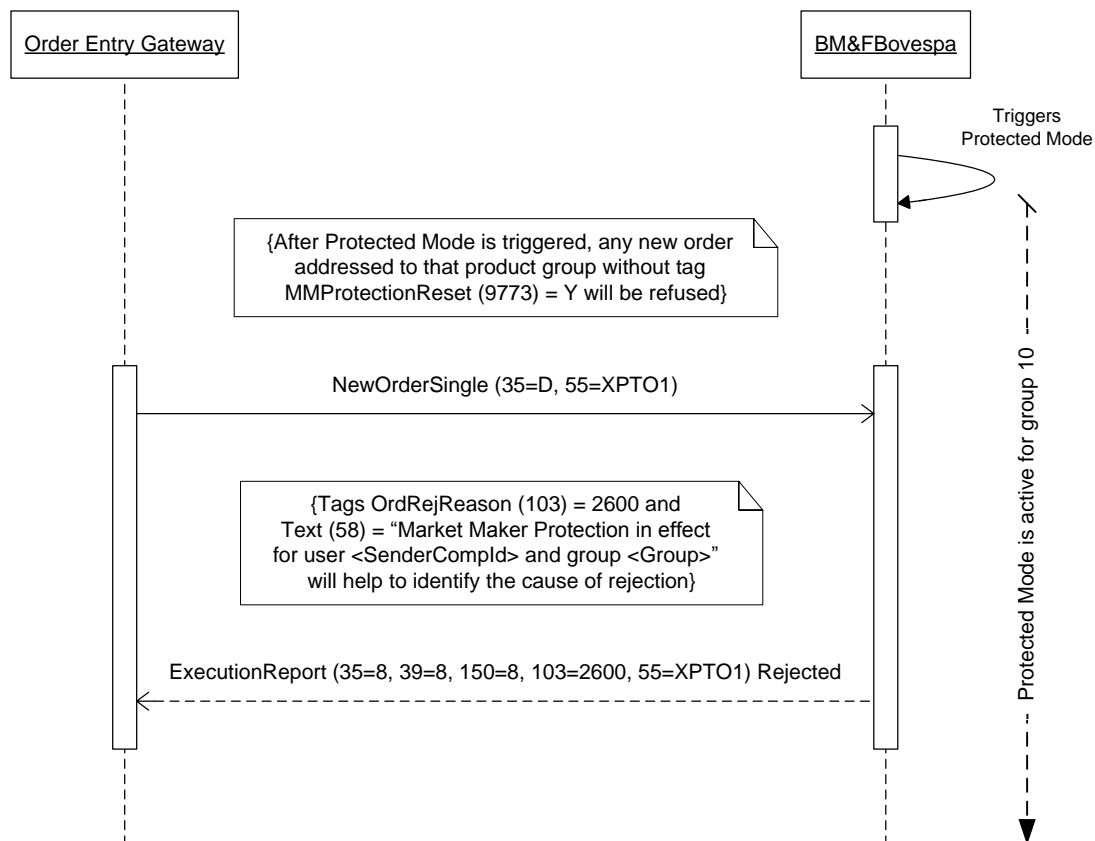 Order Entry Gateway
BM&FBovespa
Triggers
Protected Mode
{After Protected Mode is triggered, any new order
addressed to that product group without tag
MMProtectionReset (9773) = Y will be refused}
NewOrderSingle (35=D, 55=XPTO1)
{Tags OrdRejReason (103) = 2600 and
Text (58) = “Market Maker Protection in effect
for user <SenderCompId> and group <Group>”
will help to identify the cause of rejection}
ExecutionReport (35=8, 39=8, 150=8, 103=2600, 55=XPTO1) Rejected
Protected Mode is active for group 10